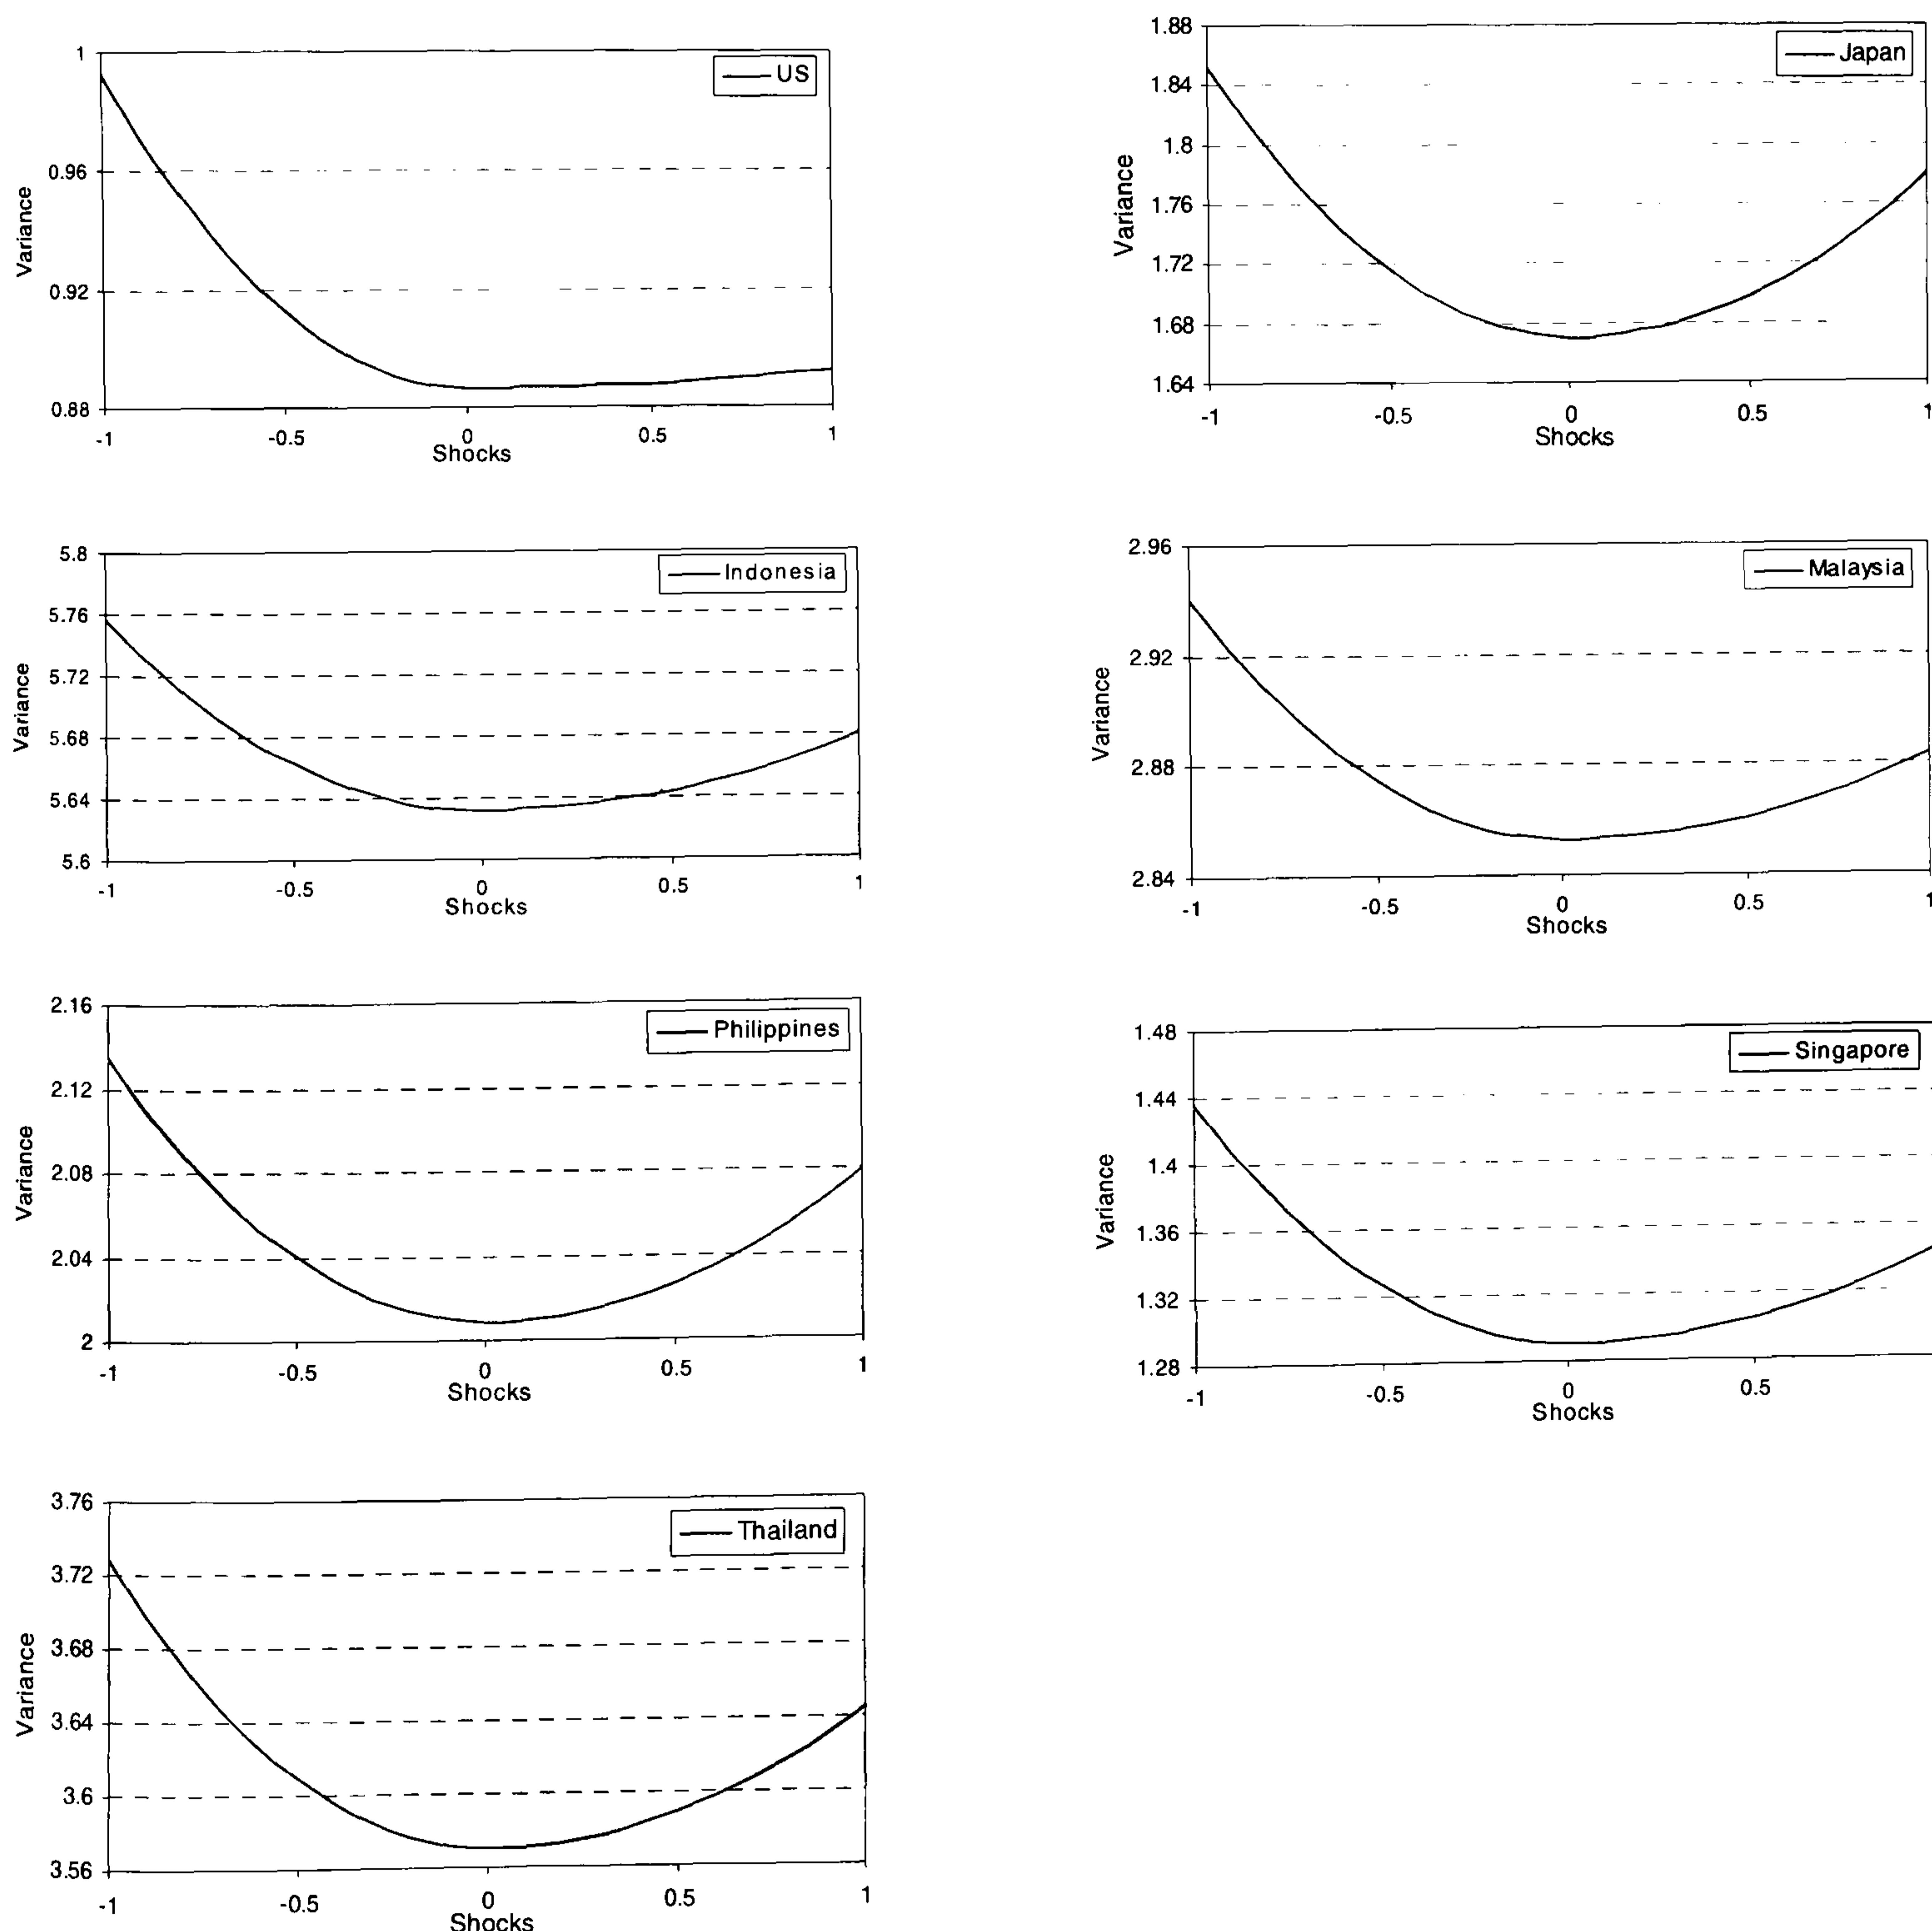 1
US
0.96
Variance
0.92
0.88
-1 -0.5 0 0.5 1
Shocks
1.88
Japan
1.84
1.8
Variance
1.76
1.72
1.68
1.64
-1 -0.5 0 0.5 1
Shocks
5.8
Indonesia
5.76
5.72
Variance
5.68
5.64
5.6
-1 -0.5 0 0.5 1
Shocks
2.96
Malaysia
2.92
Variance
2.88
2.84
-1 -0.5 0 0.5 1
Shocks
2.16
Philippines
2.12
Variance
2.08
2.04
2
-1 -0.5 0 0.5 1
Shocks
1.48
Singapore
1.44
1.4
Variance
1.36
1.32
1.28
-1 -0.5 0 0.5
Shocks
3.76
Thailand
3.72
3.68
Variance
3.64
3.6
3.56
-1 -0.5 0 0.5 1
Shocks